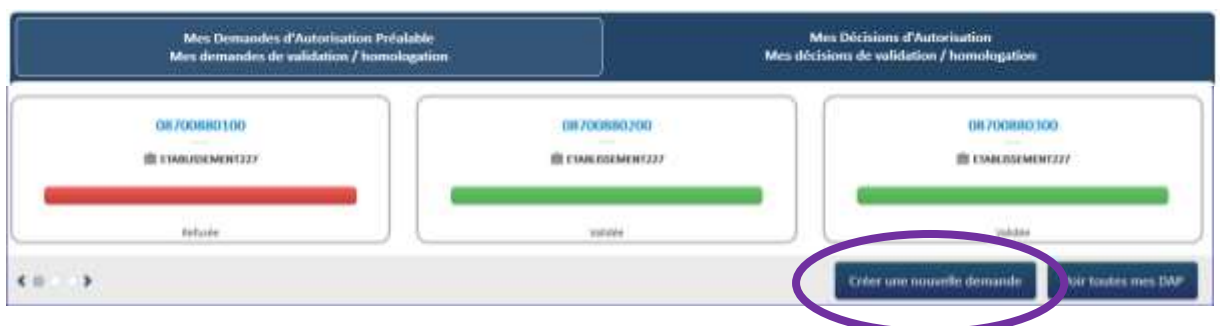 Mes Demandes d'Autorisation Préalable
Mes demandes de validation / homologation
Mes Décisions d'Autorisation
Mes décisions de validation / homologation
08700880100
ETABLISSEMENT227
Refusée
08700880200
ETABLISSEMENT227
Validée
08700880300
ETABLISSEMENT227
Validée
Créer une nouvelle demande
toutes mes DAP